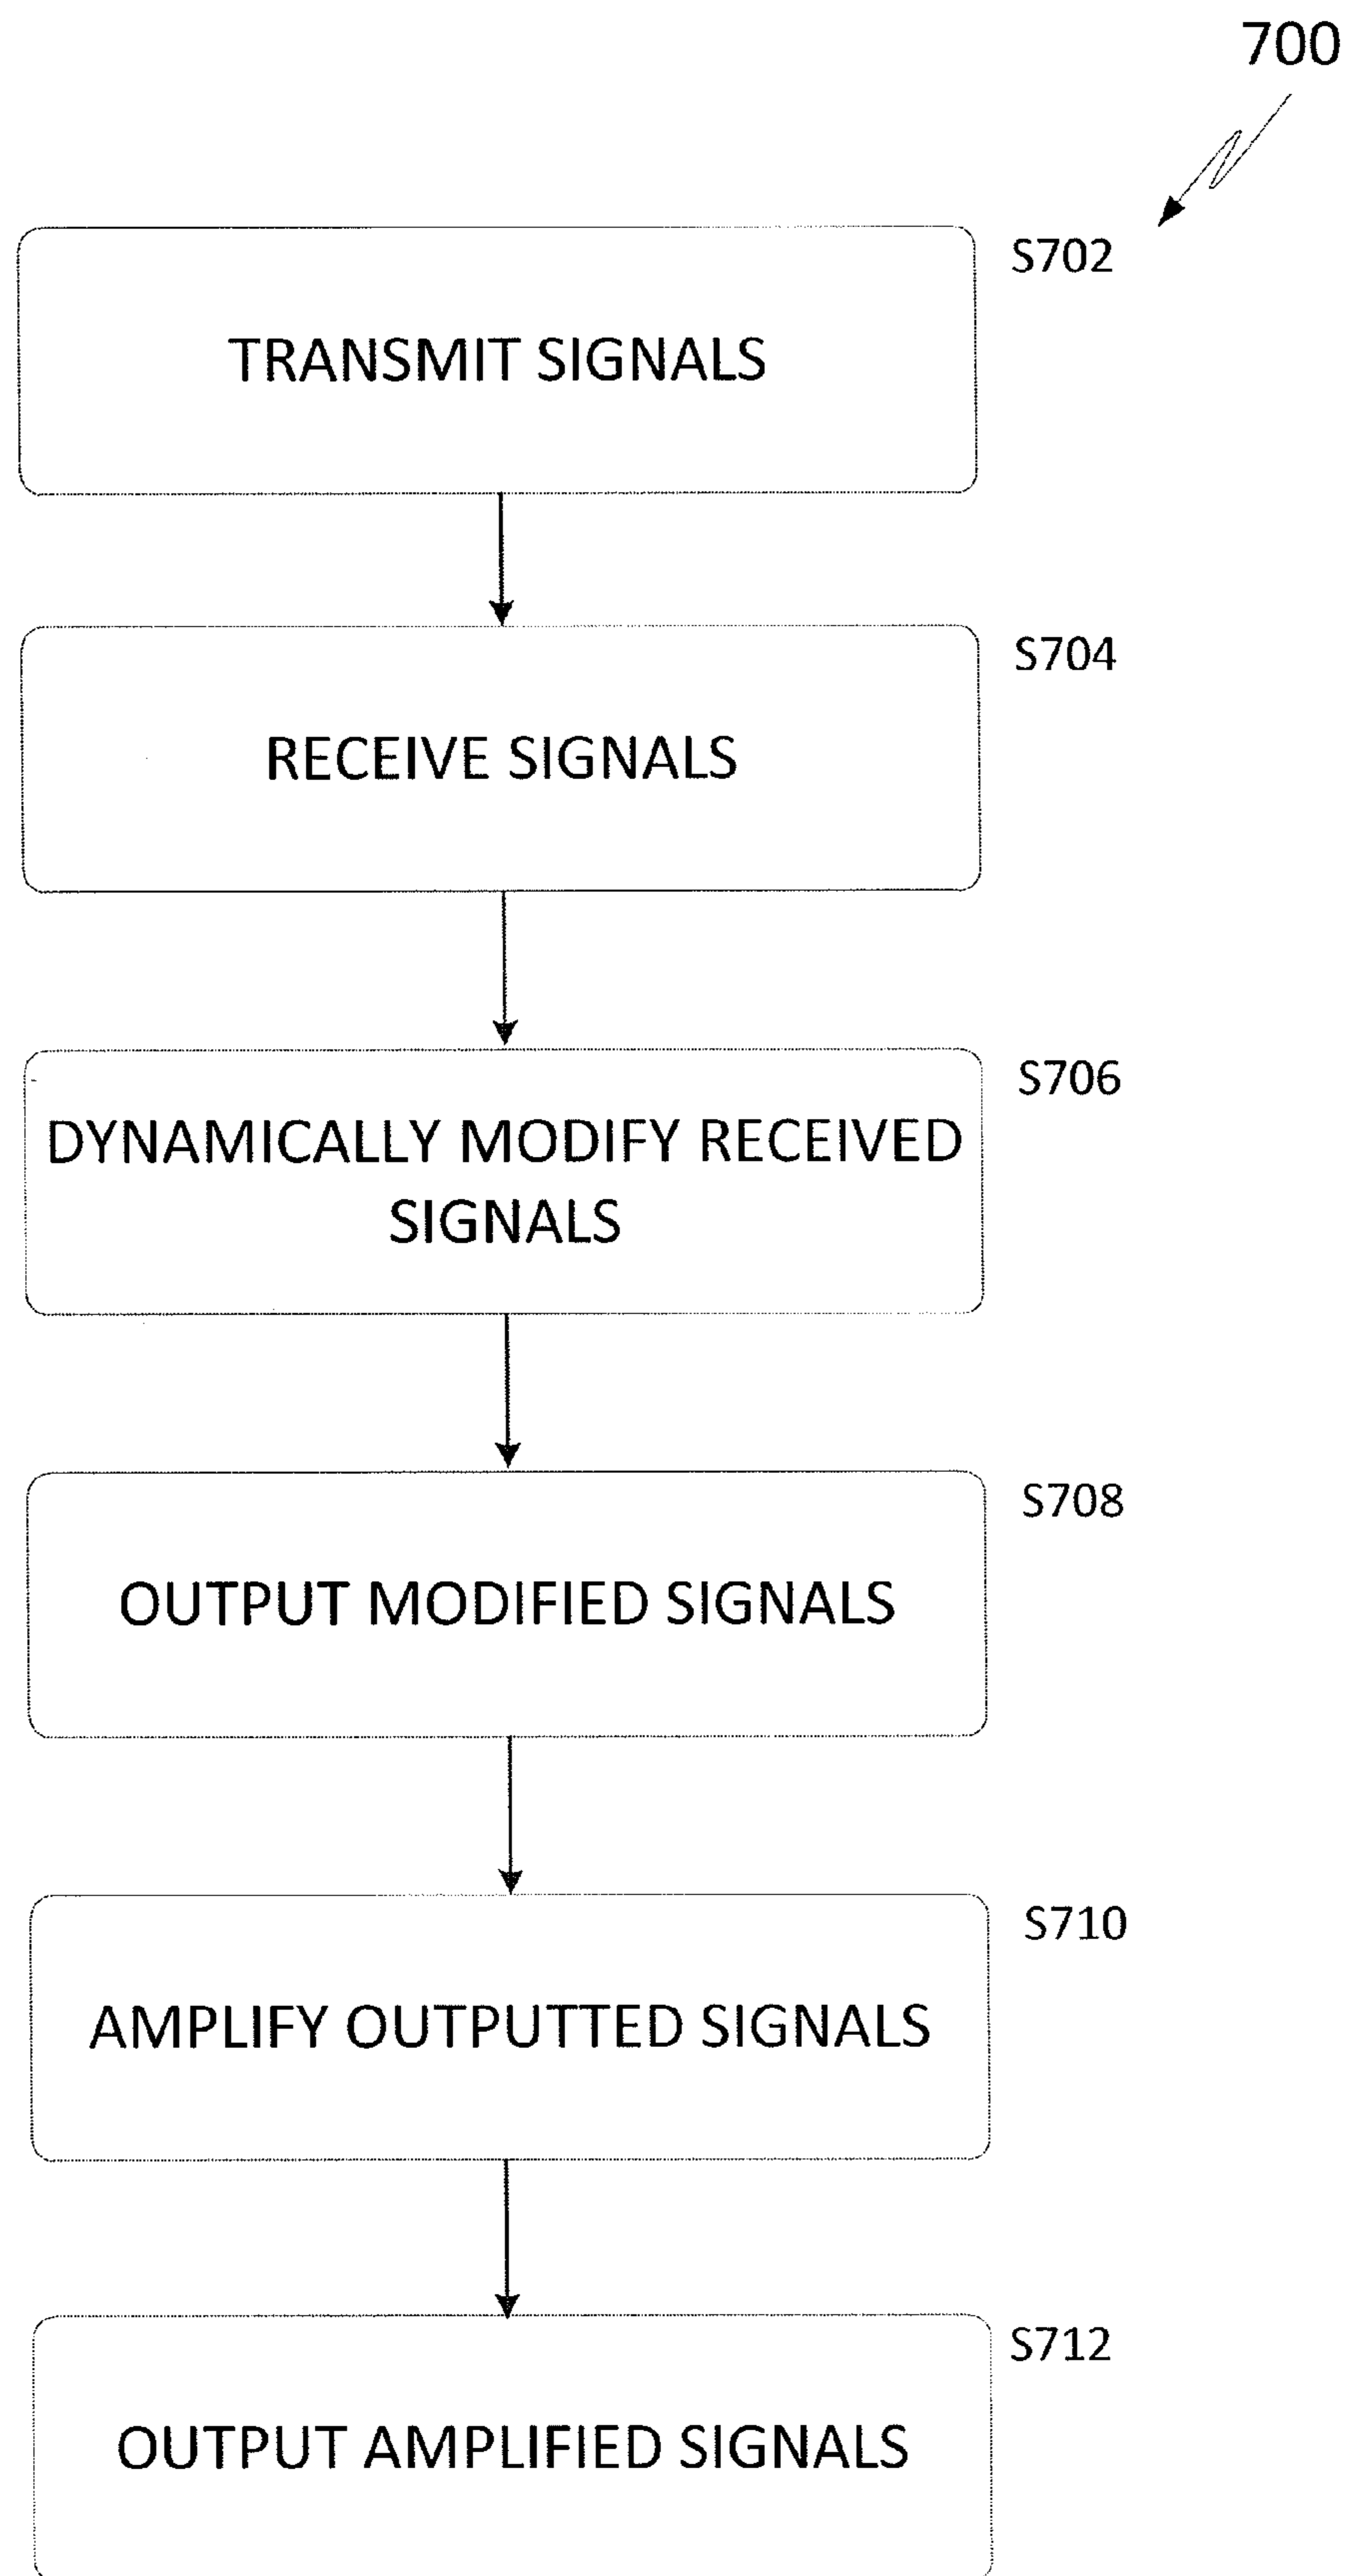 700
S702
TRANSMIT SIGNALS
S704
RECEIVE SIGNALS
S706
DYNAMICALLY MODIFY RECEIVED
SIGNALS
S708
OUTPUT MODIFIED SIGNALS
S710
AMPLIFY OUTPUTTED SIGNALS
S712
OUTPUT AMPLIFIED SIGNALS